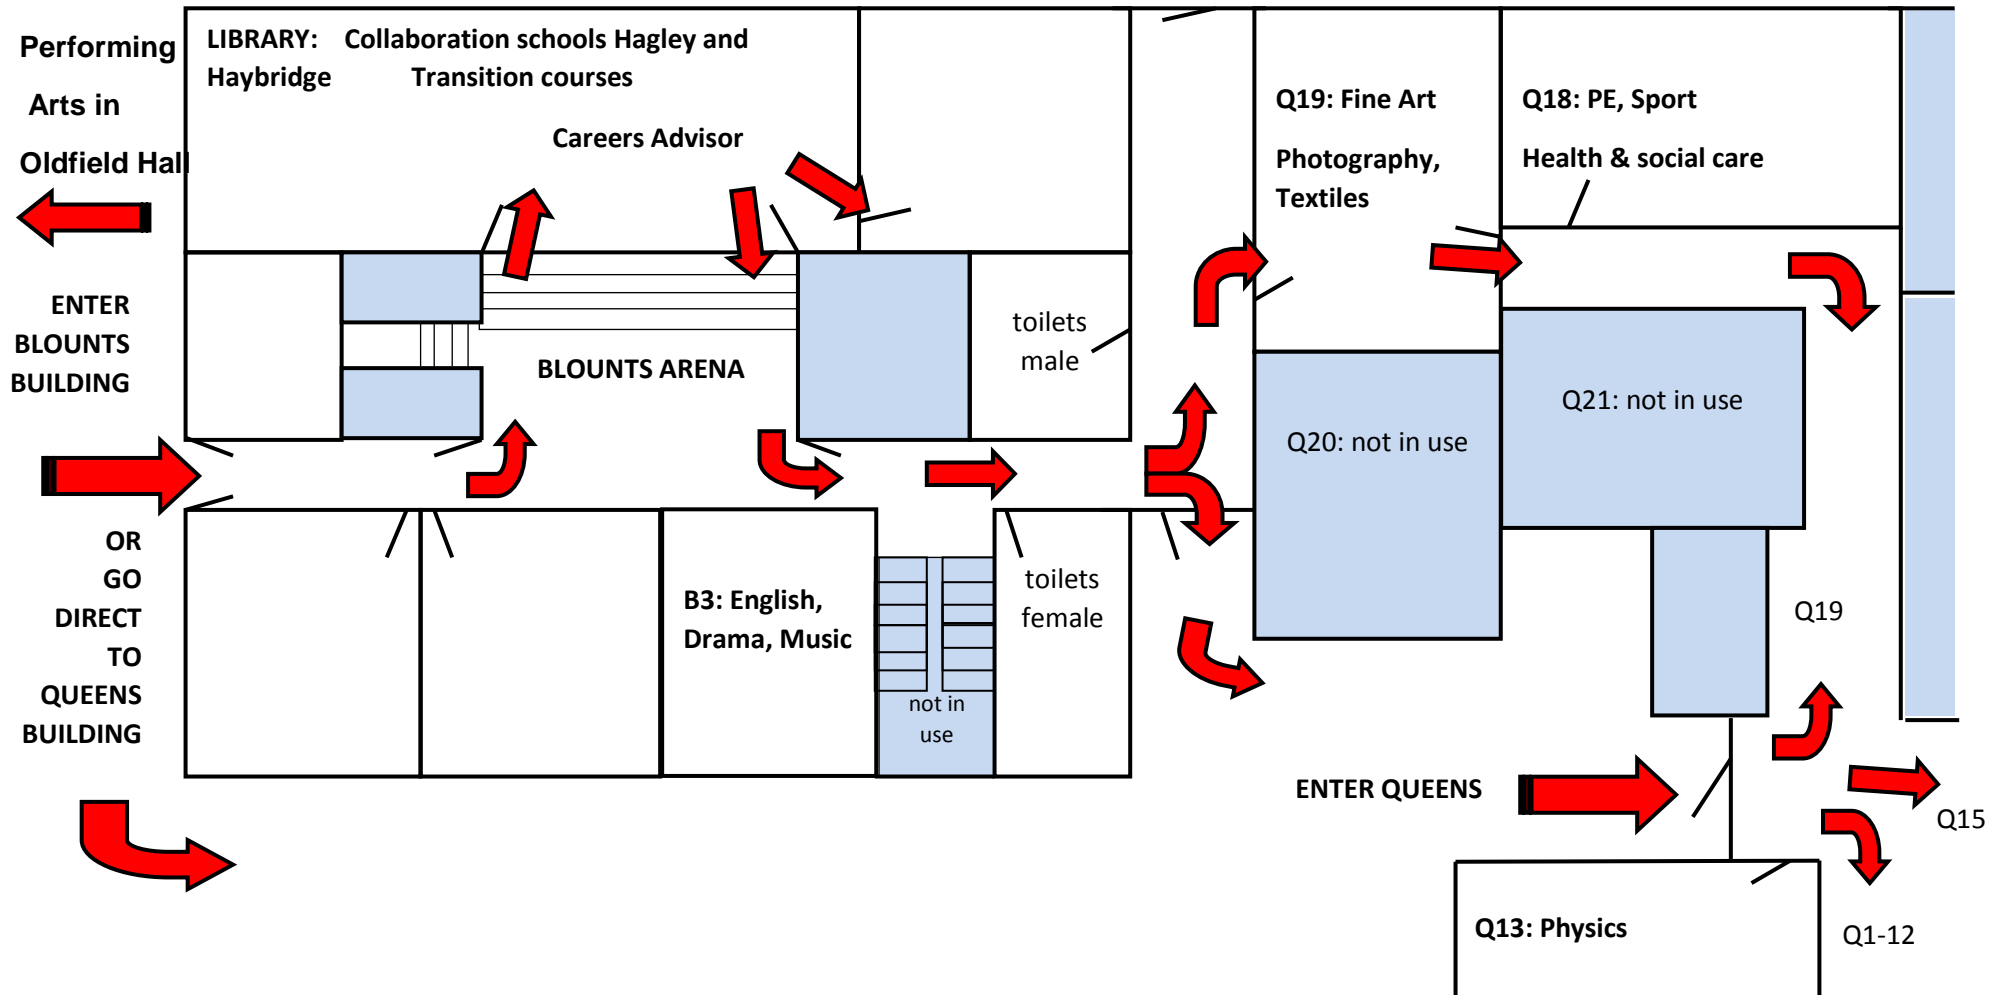 Performing
Arts in
Oldfield Hall
LIBRARY: Collaboration schools Hagley and
Haybridge Transition courses
Careers Advisor
Q19: Fine Art
Photography,
Textiles
Q18: PE, Sport
Health & social care
ENTER
BLOUNTS
BUILDING
BLOUNTS ARENA
toilets
male
Q20: not in use
Q21: not in use
OR
GO
DIRECT
TO
QUEENS
BUILDING
B3: English,
Drama, Music
not in
use
toilets
female
Q19
ENTER QUEENS
Q15
Q13: Physics
Q1-12